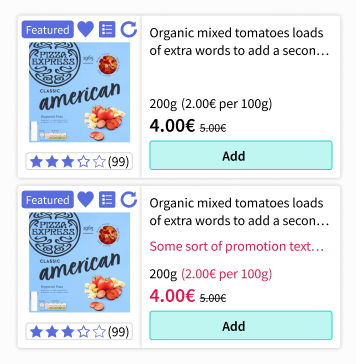 Featured
PIZZA EXPRESS
CLASSIC
american
Organic mixed tomatoes loads
of extra words to add a secon...
200g (2.00€ per 100g)
4.00€ 5.00€
Add
(99)
Featured
PIZZA EXPRESS
CLASSIC
american
Organic mixed tomatoes loads
of extra words to add a secon...
Some sort of promotion text...
200g (2.00€ per 100g)
4.00€ 5.00€
Add
(99)